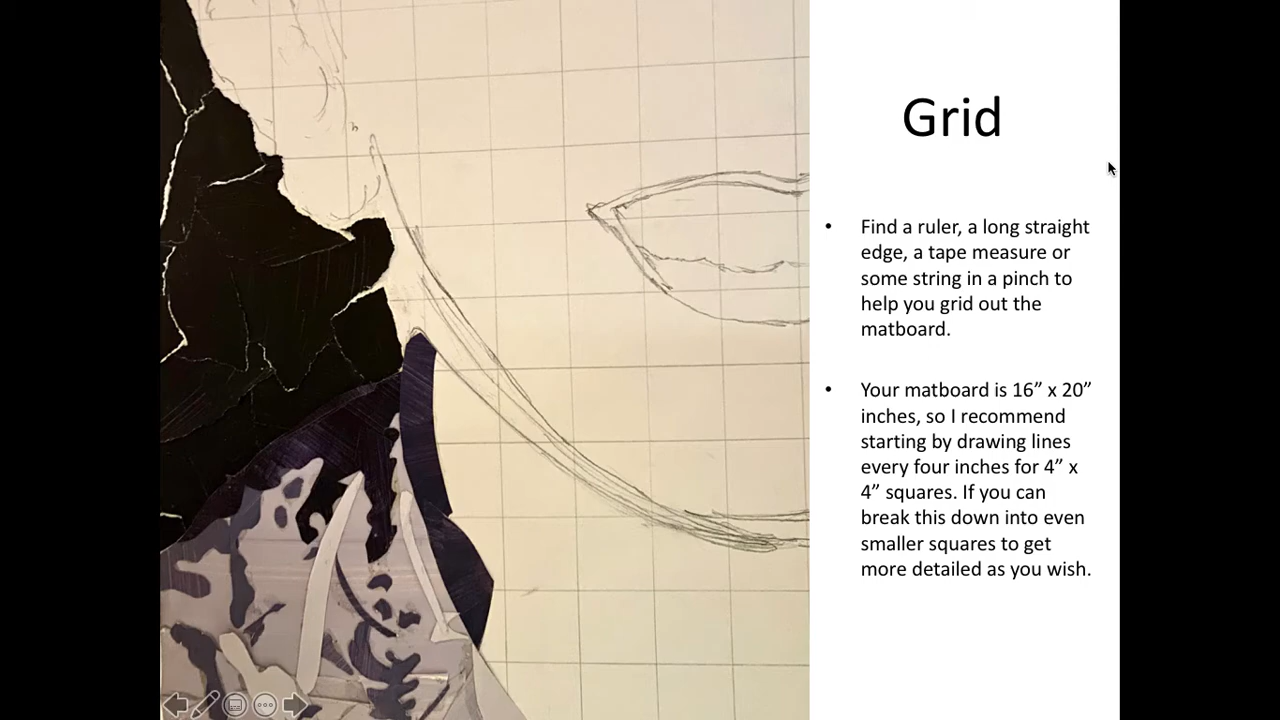 Grid
• Find a ruler, a long straight
edge, a tape measure or
some string in a pinch to
help you grid out the
matboard.
• Your matboard is 16” x 20”
inches, so I recommend
starting by drawing lines
every four inches for 4” x
4” squares. If you can
break this down into even
smaller squares to get
more detailed as you wish.